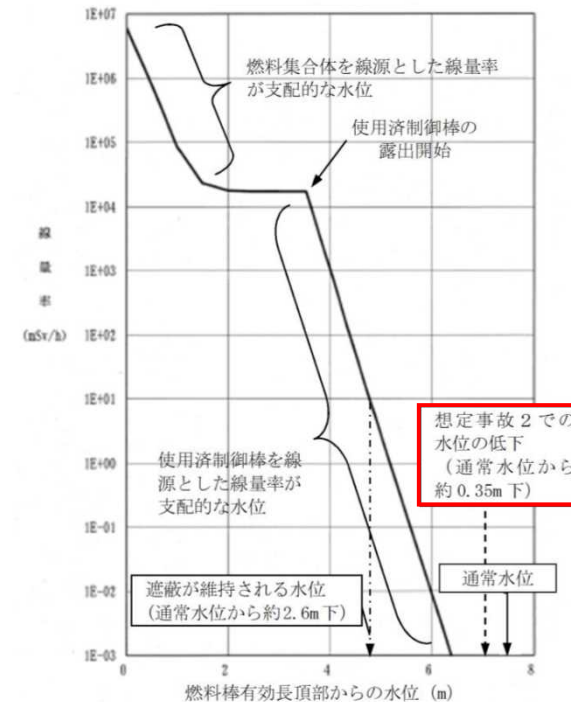 1E+07
燃料集合体を線源とした線量率
が支配的な水位
1E+06
使用済制御棒の
露出開始
1E+05
1E+04
線
量
率
(mSv/h)
1E+03
1E+02
1E+01
想定事故2での
水位の低下
(通常水位から
約0.35m下)
使用済制御棒を線
源とした線量率が
支配的な水位
1E+00
1E-01
通常水位
遮蔽が維持される水位
(通常水位から約2.6m下)
1E-02
1E-03
0
2
4
6
8
燃料棒有効長頂部からの水位 (m)